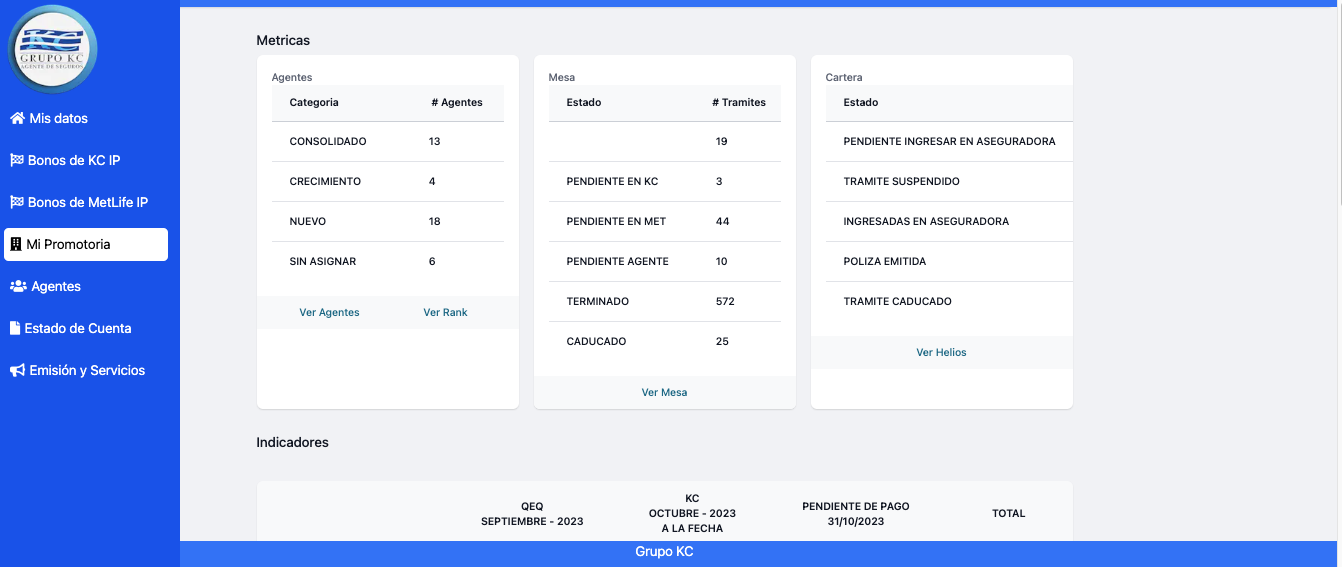 KC
GRUPO KC
AGENTE DE SEGUROS
Mis datos
Bonos de KC IP
Bonos de MetLife IP
Mi Promotoria
Agentes
Estado de Cuenta
Emisión y Servicios
Metricas
Agentes
Categoria # Agentes
CONSOLIDADO 13
CRECIMIENTO 4
NUEVO 18
SIN ASIGNAR 6
Ver Agentes Ver Rank
Mesa
Estado # Tramites
19
PENDIENTE EN KC 3
PENDIENTE EN MET 44
PENDIENTE AGENTE 10
TERMINADO 572
CADUCADO 25
Ver Mesa
Cartera
Estado
PENDIENTE INGRESAR EN ASEGURADORA
TRAMITE SUSPENDIDO
INGRESADAS EN ASEGURADORA
POLIZA EMITIDA
TRAMITE CADUCADO
Ver Helios
Indicadores
QEQ
SEPTIEMBRE - 2023
KC
OCTUBRE - 2023
A LA FECHA
PENDIENTE DE PAGO
31/10/2023
TOTAL
Grupo KC